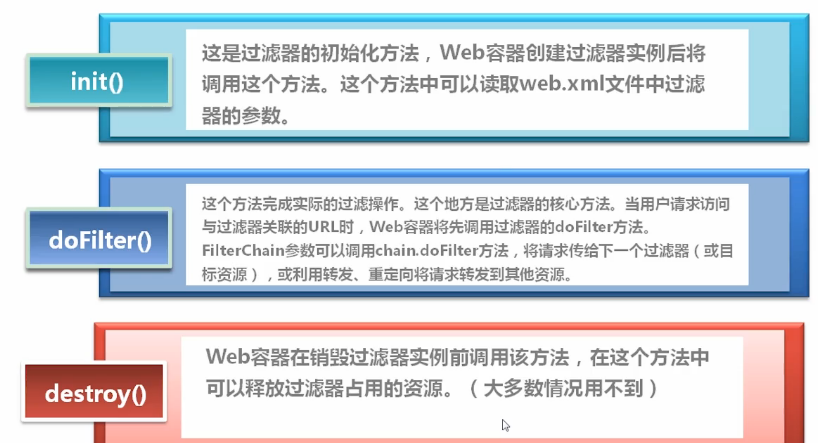 init()
这是过滤器的初始化方法，Web容器创建过滤器实例后将
调用这个方法。这个方法中可以读取web.xml文件中过滤
器的参数。
doFilter()
这个方法完成实际的过滤操作。这个地方是过滤器的核心方法。当用户请求访问
与过滤器关联的URL时，Web容器将先调用过滤器的doFilter方法。
FilterChain参数可以调用chain.doFilter方法，将请求传给下一个过滤器（或目
标资源），或利用转发、重定向将请求转发到其他资源。
destroy()
Web容器在销毁过滤器实例前调用该方法，在这个方法中
可以释放过滤器占用的资源。（大多数情况用不到）